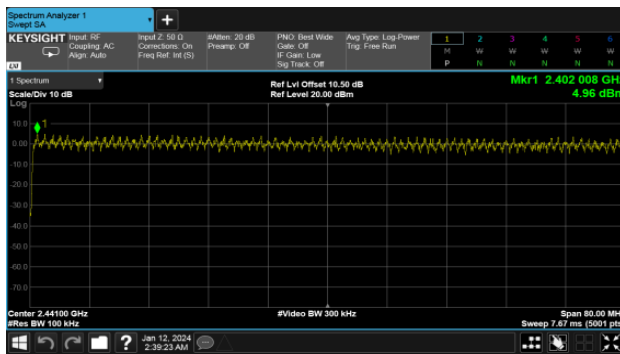 Spectrum Analyzer 1
Swept SA
+
KEYSIGHT Input: RF Input Z: 50 Ω #Atten: 20 dB PNO: Best Wide Avg Type: Log-Power 1 2 3 4 5 6
Coupling: AC Corrections: On Preamp: Off Gate: Off Trig: Free Run M W W W W W
Align: Auto Freq Ref: Int (S) IF Gain: Low P N N N N N
Sig Track: Off
LXI
1 Spectrum
Scale/Div 10 dB
Ref Lvl Offset 10.50 dB
Ref Level 20.00 dBm
Mkr1 2.402 008 GH
4.96 dBm
Log
10.0
1
0.00
-10.0
-20.0
-30.0
-40.0
-50.0
-60.0
-70.0
Center 2.44100 GHz #Video BW 300 kHz Span 80.00 MH
#Res BW 100 kHz Sweep 7.67 ms (5001 pts
? Jan 12, 2024
2:39:23 AM